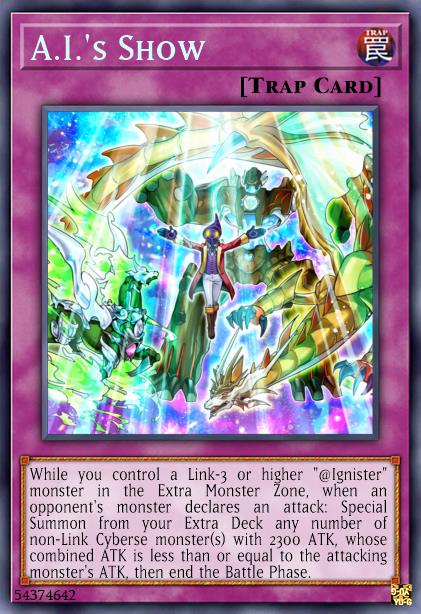 A.I.'s Show
TRAP
罠
[Trap Card]
While you control a Link-3 or higher "@Ignister"
monster in the Extra Monster Zone, when an
opponent's monster declares an attack: Special
Summon from your Extra Deck any number of
non-Link Cyberse monster(s) with 2300 ATK, whose
combined ATK is less than or equal to the attacking
monster's ATK, then end the Battle Phase.
54374642